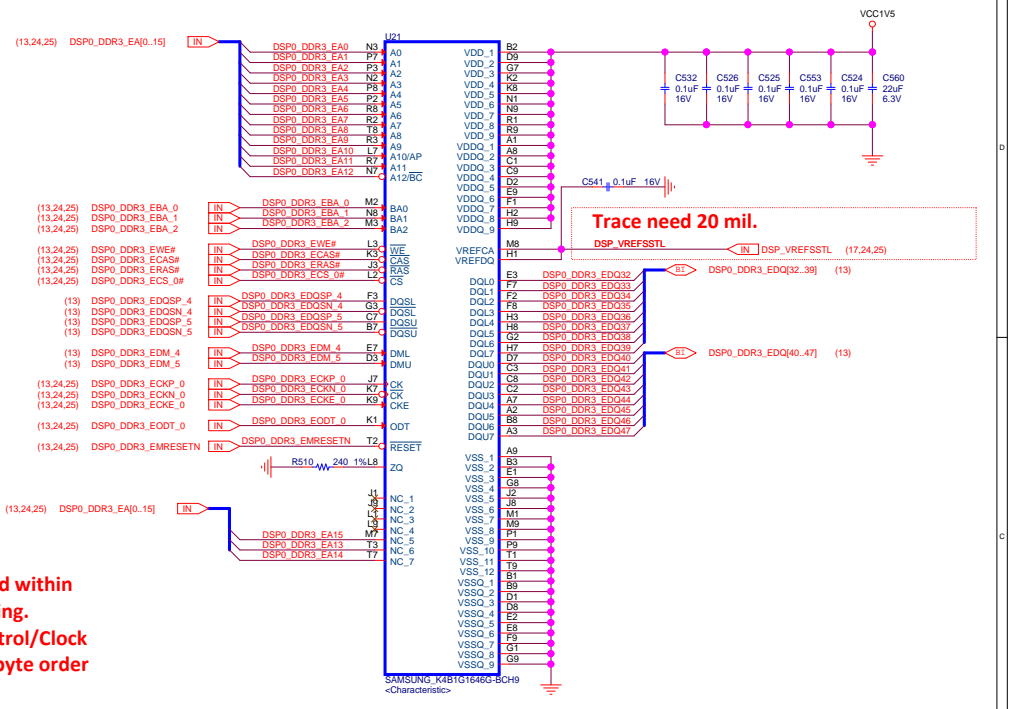 VCC1V5
U21
(13,24,25) DSP0_DDR3_EA[0..15] IN
DSP0_DDR3_EA0 N3 A0
DSP0_DDR3_EA1 P7 A1
DSP0_DDR3_EA2 P3 A2
DSP0_DDR3_EA3 N2 A3
DSP0_DDR3_EA4 P8 A4
DSP0_DDR3_EA5 P2 A5
DSP0_DDR3_EA6 R8 A6
DSP0_DDR3_EA7 R2 A7
DSP0_DDR3_EA8 T8 A8
DSP0_DDR3_EA9 R3 A9
DSP0_DDR3_EA10 L7 A10/AP
DSP0_DDR3_EA11 R7 A11
DSP0_DDR3_EA12 N7 A12/BC
(13,24,25) DSP0_DDR3_EBA_0 IN DSP0_DDR3_EBA_0 M2 BA0
(13,24,25) DSP0_DDR3_EBA_1 IN DSP0_DDR3_EBA_1 N8 BA1
(13,24,25) DSP0_DDR3_EBA_2 IN DSP0_DDR3_EBA_2 M3 BA2
(13,24,25) DSP0_DDR3_EWE# IN DSP0_DDR3_EWE# L3 WE
(13,24,25) DSP0_DDR3_ECAS# IN DSP0_DDR3_ECAS# K3 CAS
(13,24,25) DSP0_DDR3_ERAS# IN DSP0_DDR3_ERAS# J3 RAS
(13,24,25) DSP0_DDR3_ECS_0# IN DSP0_DDR3_ECS_0# L2 CS
(13) DSP0_DDR3_EDQSP_4 IN DSP0_DDR3_EDQSP_4 F3 DQSL
(13) DSP0_DDR3_EDQSN_4 IN DSP0_DDR3_EDQSN_4 G3 DQSL
(13) DSP0_DDR3_EDQSP_5 IN DSP0_DDR3_EDQSP_5 C7 DQSU
(13) DSP0_DDR3_EDQSN_5 IN DSP0_DDR3_EDQSN_5 B7 DQSU
(13) DSP0_DDR3_EDM_4 IN DSP0_DDR3_EDM_4 E7 DML
(13) DSP0_DDR3_EDM_5 IN DSP0_DDR3_EDM_5 D3 DMU
(13,24,25) DSP0_DDR3_ECKP_0 IN DSP0_DDR3_ECKP_0 J7 CK
(13,24,25) DSP0_DDR3_ECKN_0 IN DSP0_DDR3_ECKN_0 K7 CK
(13,24,25) DSP0_DDR3_ECKE_0 IN DSP0_DDR3_ECKE_0 K9 CKE
(13,24,25) DSP0_DDR3_EODT_0 IN DSP0_DDR3_EODT_0 K1 ODT
(13,24,25) DSP0_DDR3_EMRESETN IN DSP0_DDR3_EMRESETN T2 RESET
R510 240 1% L8 ZQ
J1 NC_1
J9 NC_2
L1 NC_3
L9 NC_4
(13,24,25) DSP0_DDR3_EA[0..15] IN
DSP0_DDR3_EA15 M7 NC_5
DSP0_DDR3_EA13 T3 NC_6
DSP0_DDR3_EA14 T7 NC_7
VDD_1 B2
VDD_2 D9
VDD_3 G7
VDD_4 K2
VDD_5 K8
VDD_6 N1
VDD_7 N9
VDD_8 R1
VDD_9 R9
VDDQ_1 A1
VDDQ_2 A8
VDDQ_3 C1
VDDQ_4 C9
VDDQ_5 D2
VDDQ_6 E9
VDDQ_7 F1
VDDQ_8 H2
VDDQ_9 H9
C532 0.1uF 16V
C526 0.1uF 16V
C525 0.1uF 16V
C553 0.1uF 16V
C524 0.1uF 16V
C560 22uF 6.3V
C541 0.1uF 16V
Trace need 20 mil.
VREFCA M8 DSP_VREFSSTL IN DSP_VREFSSTL (17,24,25)
VREFDQ H1
DQL0 E3 DSP0_DDR3_EDQ32
BI DSP0_DDR3_EDQ[32..39] (13)
DQL1 F7 DSP0_DDR3_EDQ33
DQL2 F2 DSP0_DDR3_EDQ34
DQL3 F8 DSP0_DDR3_EDQ35
DQL4 H3 DSP0_DDR3_EDQ36
DQL5 H8 DSP0_DDR3_EDQ37
DQL6 G2 DSP0_DDR3_EDQ38
DQL7 H7 DSP0_DDR3_EDQ39
BI DSP0_DDR3_EDQ[40..47] (13)
DQU0 D7 DSP0_DDR3_EDQ40
DQU1 C3 DSP0_DDR3_EDQ41
DQU2 C8 DSP0_DDR3_EDQ42
DQU3 C2 DSP0_DDR3_EDQ43
DQU4 A7 DSP0_DDR3_EDQ44
DQU5 A2 DSP0_DDR3_EDQ45
DQU6 B8 DSP0_DDR3_EDQ46
DQU7 A3 DSP0_DDR3_EDQ47
VSS_1 A9
VSS_2 B3
VSS_3 E1
VSS_4 G8
VSS_5 J2
VSS_6 J8
VSS_7 M1
VSS_8 M9
VSS_9 P1
VSS_10 P9
VSS_11 T1
VSS_12 T9
VSSQ_1 B1
VSSQ_2 B9
VSSQ_3 D1
VSSQ_4 D8
VSSQ_5 E2
VSSQ_6 E8
VSSQ_7 F9
VSSQ_8 G1
VSSQ_9 G9
SAMSUNG_K4B1G1646G-BCH9
<Characteristic>
d within
ing.
trol/Clock
byte order
D
C